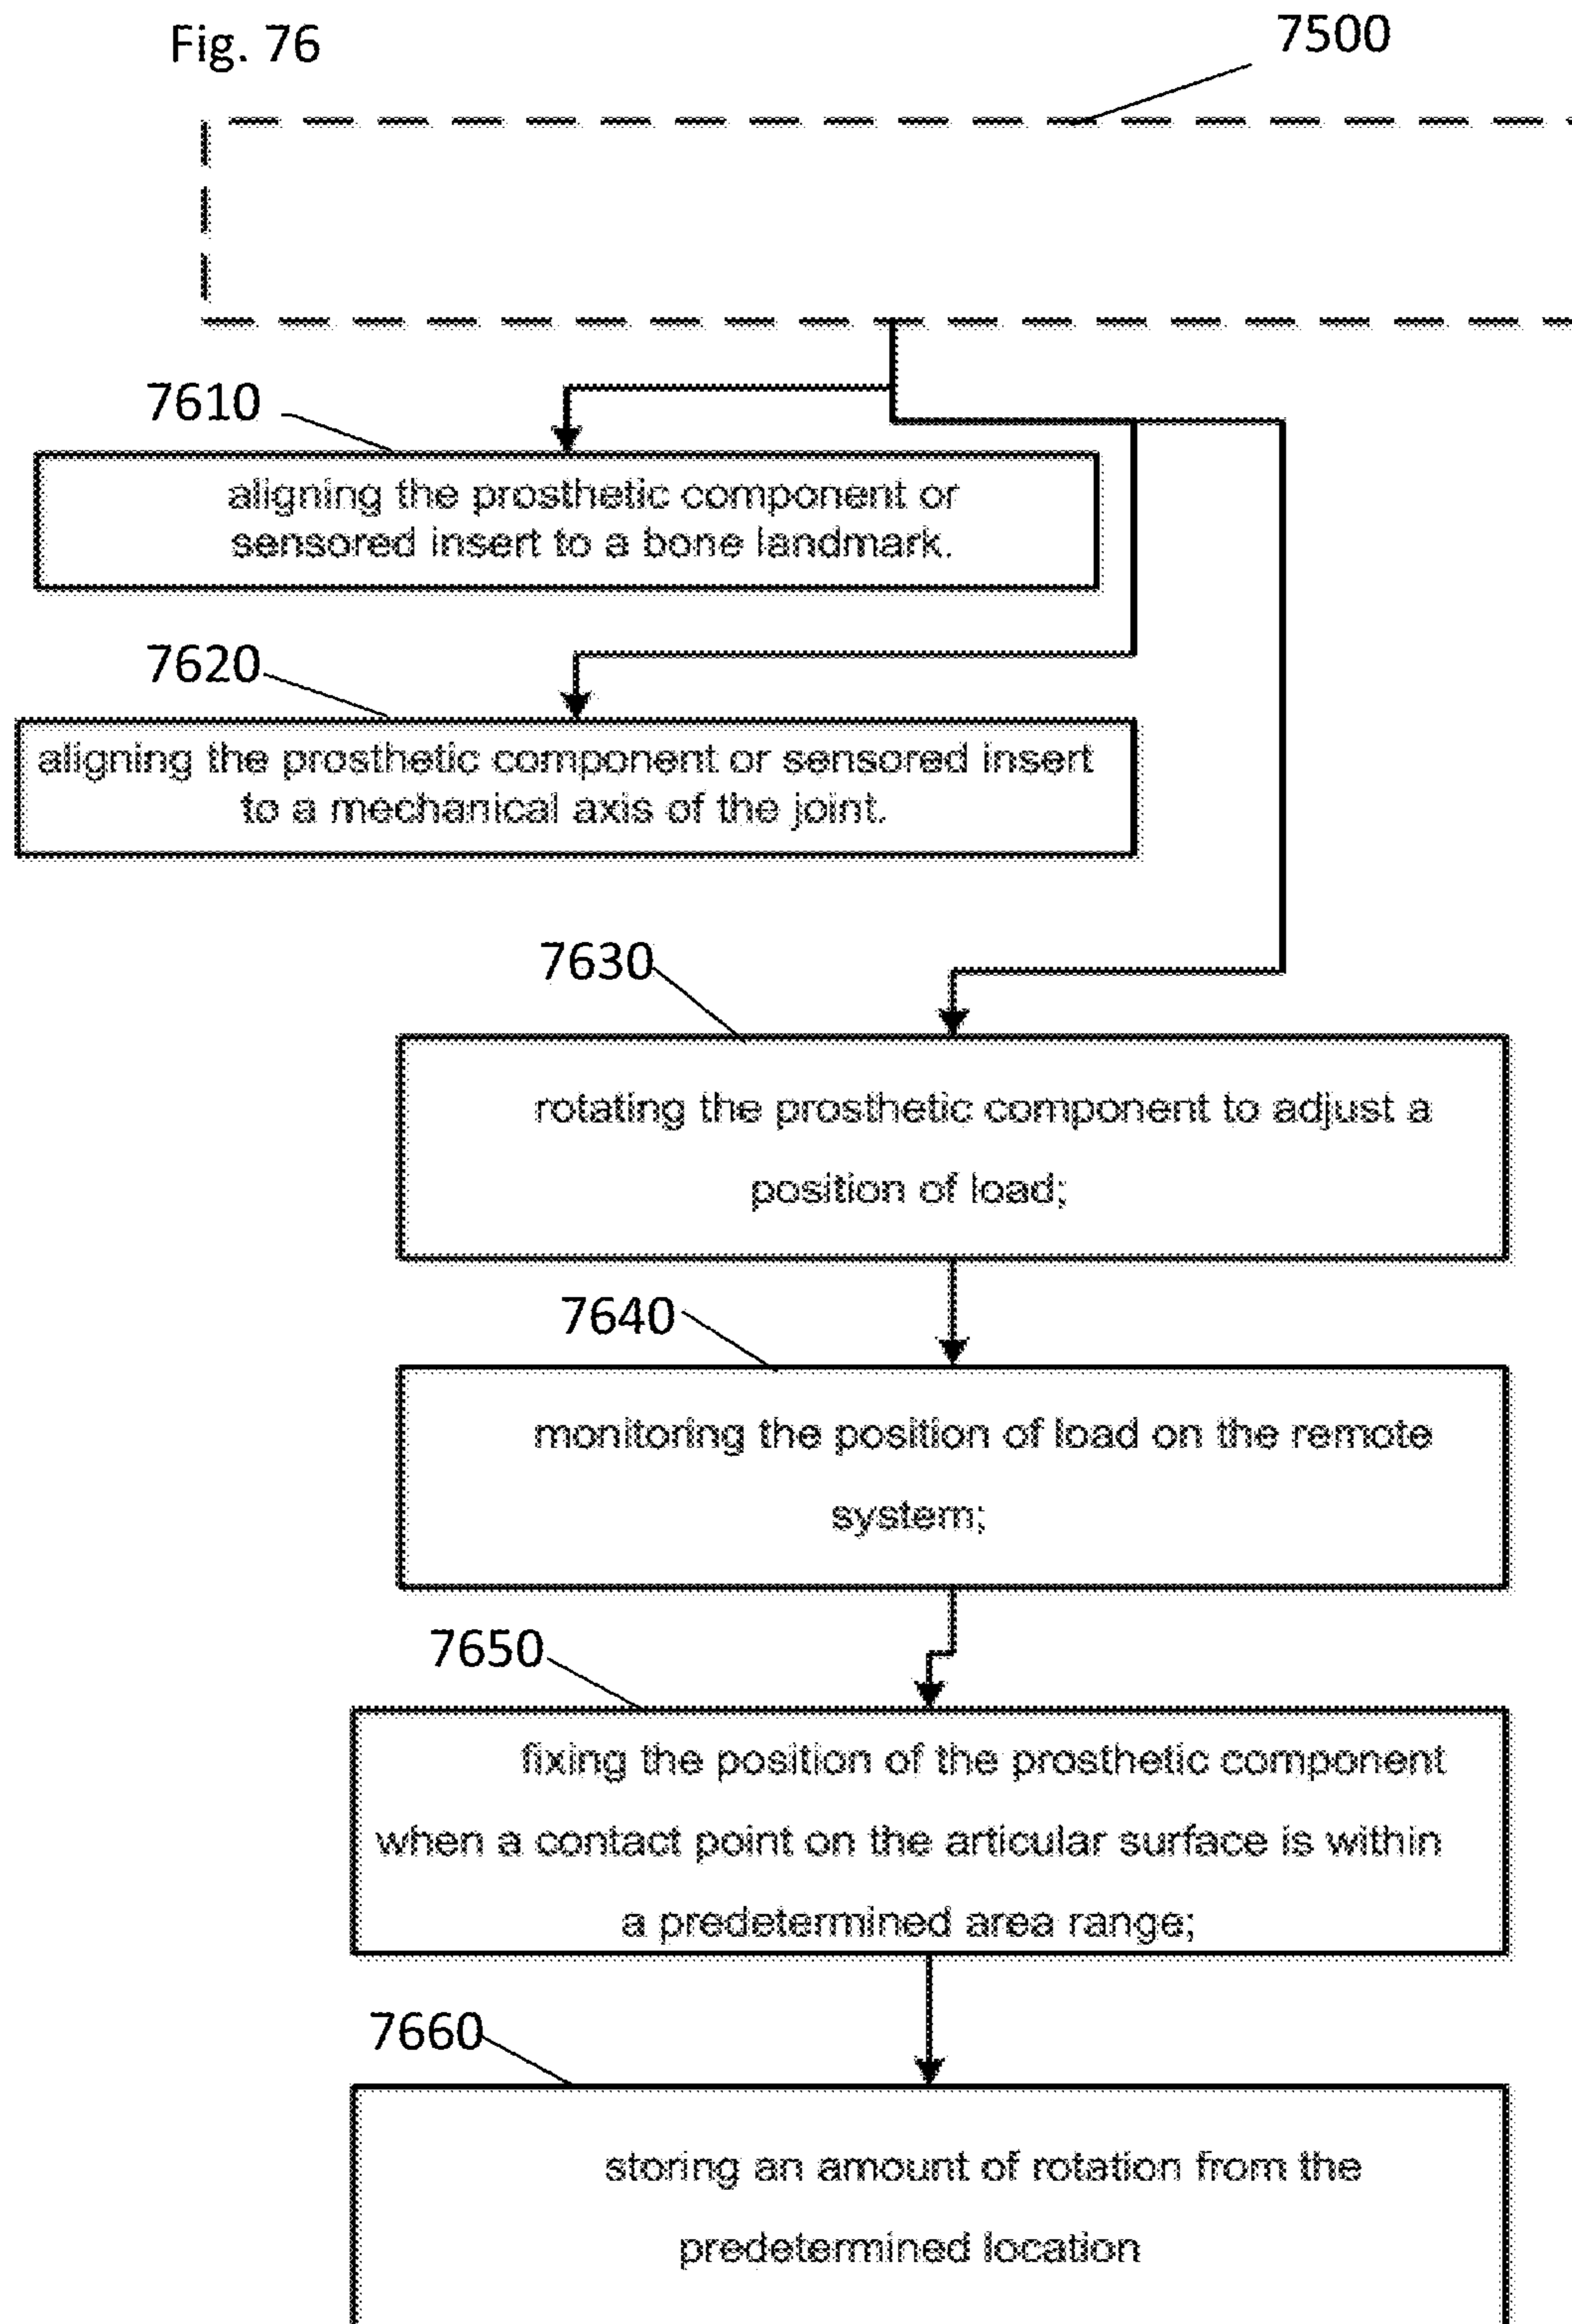 Fig. 76
7500
7610
aligning the prosthetic component or
sensored insert to a bone landmark.
7620
aligning the prosthetic component or sensored insert
to a mechanical axis of the joint.
7630
rotating the prosthetic component to adjust a
position of load;
7640
monitoring the position of load on the remote
system;
7650
fixing the position of the prosthetic component
when a contact point on the articular surface is within
a predetermined area range;
7660
storing an amount of rotation from the
predetermined location